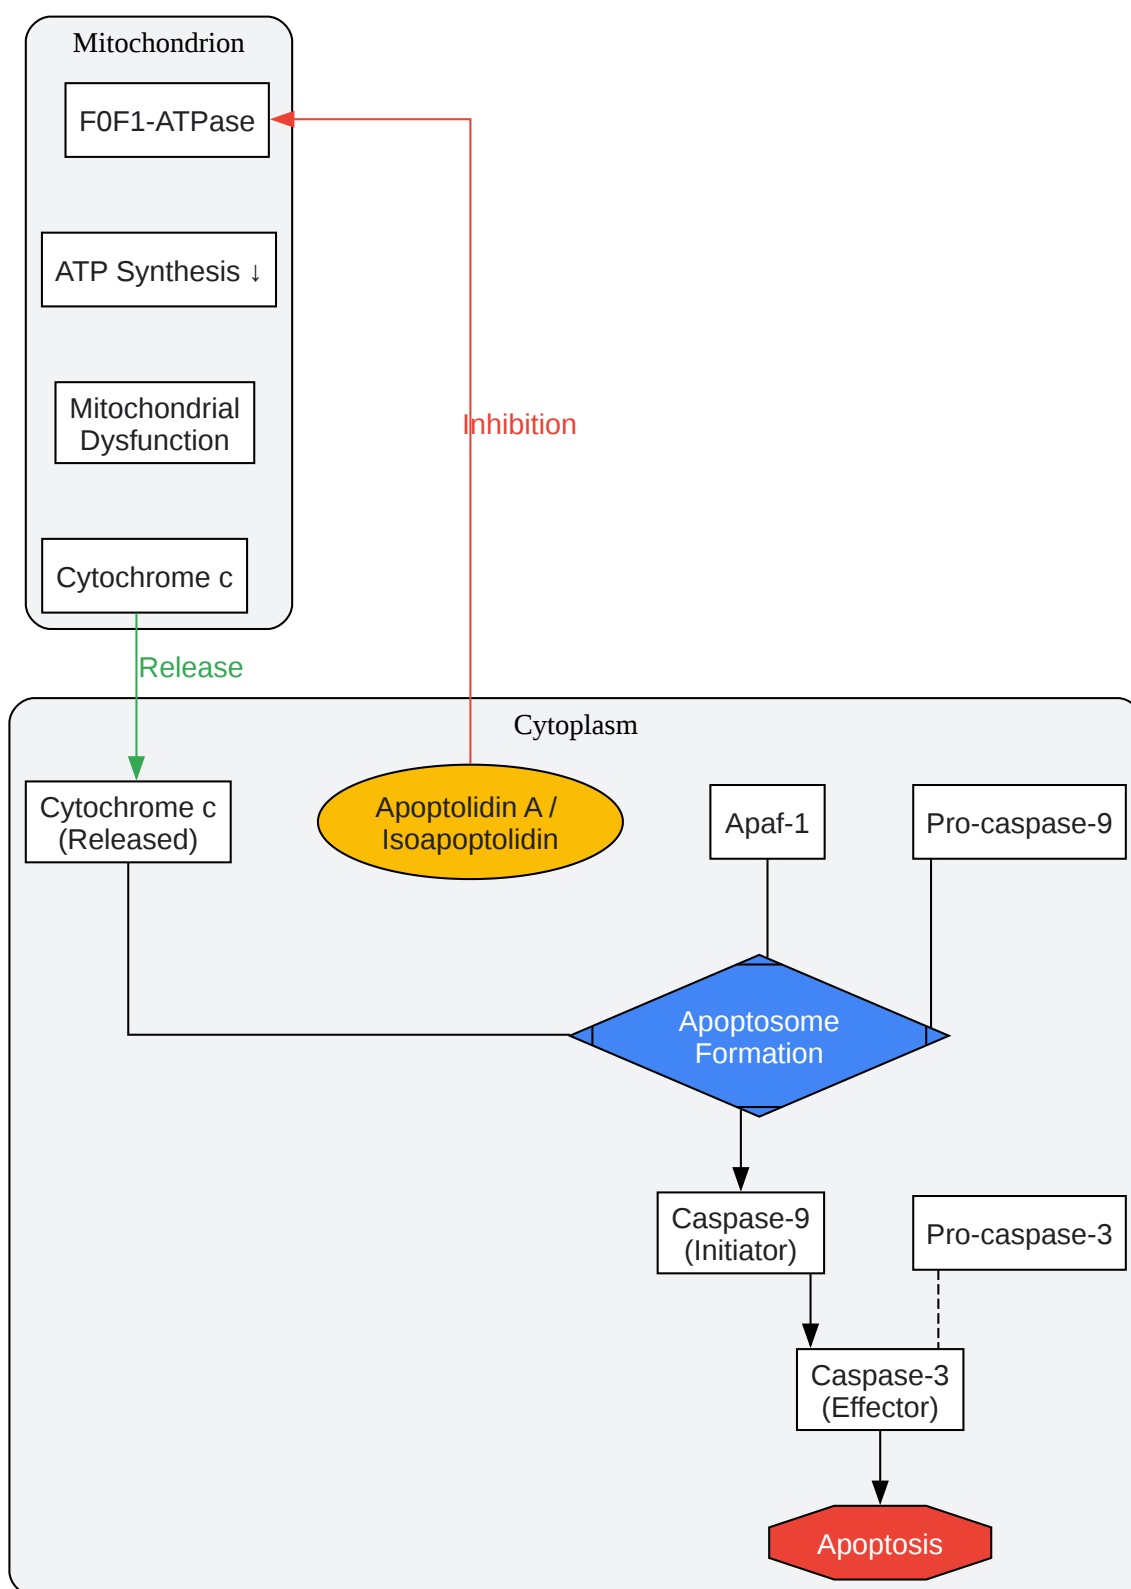 Mitochondrion
F0F1-ATPase
ATP Synthesis ↓
Mitochondrial
Dysfunction
Inhibition
Cytochrome c
Release
Cytoplasm
Cytochrome c
(Released)
Apoptolidin A /
Isoapoptolidin
Apaf-1
Pro-caspase-9
Apoptosome
Formation
Caspase-9
(Initiator)
Pro-caspase-3
Caspase-3
(Effector)
Apoptosis